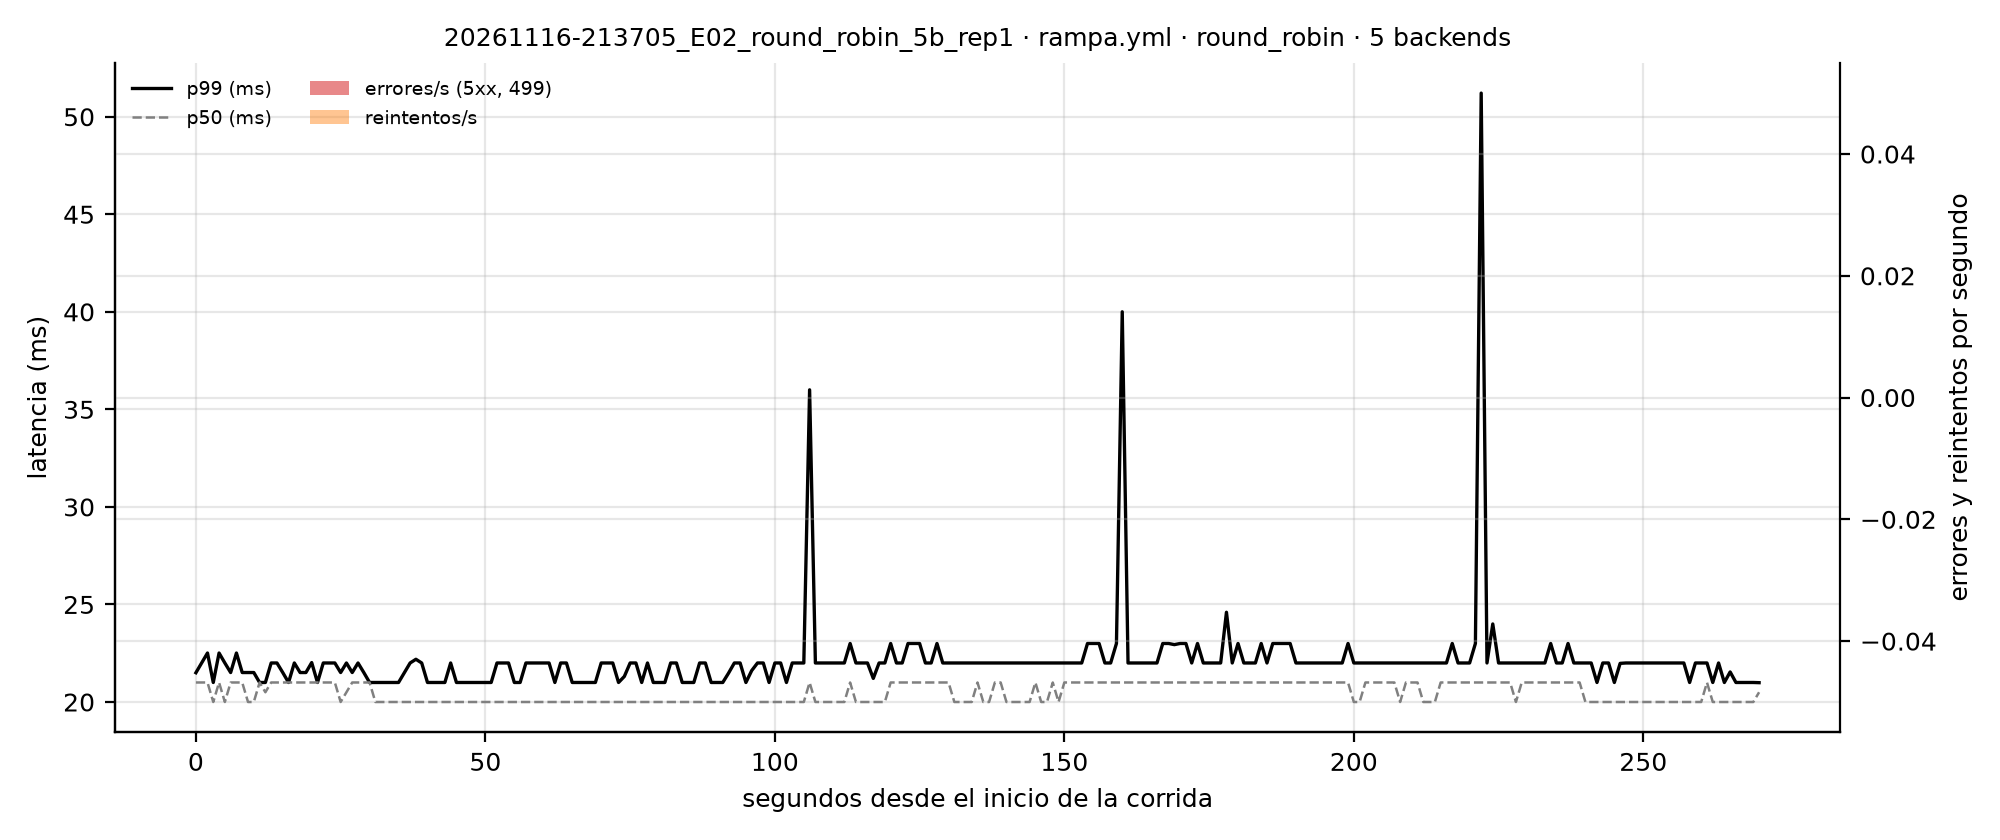 20261116-213705_E02_round_robin_5b_rep1 · rampa.yml · round_robin · 5 backends
p99 (ms)
p50 (ms)
errores/s (5xx, 499)
reintentos/s
latencia (ms)
50
45
40
35
30
25
20
0.04
0.02
0.00
−0.02
−0.04
errores y reintentos por segundo
0
50
100
150
200
250
segundos desde el inicio de la corrida